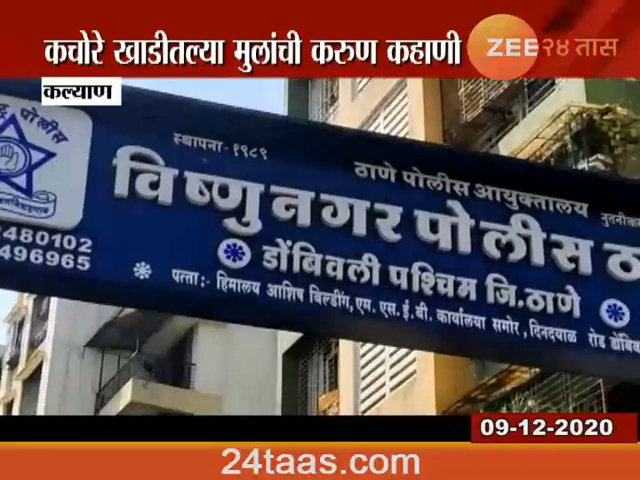 कचोरे खाडीतल्या मुलांची करुण कहाणी
ZEE २४ तास
कल्याण
पोलीस
स्थापना-१९८९
ठाणे पोलीस आयुक्तालय
विष्णुनगर पोलीस
480102
496965
डोंबिवली पश्चिम जि.ठाणे
पत्ता:- हिमालय आशिष बिल्डींग, एम. एस. ई. बी. कार्यालया समोर, दिनदयाळ रोड
09-12-2020
24taas.com